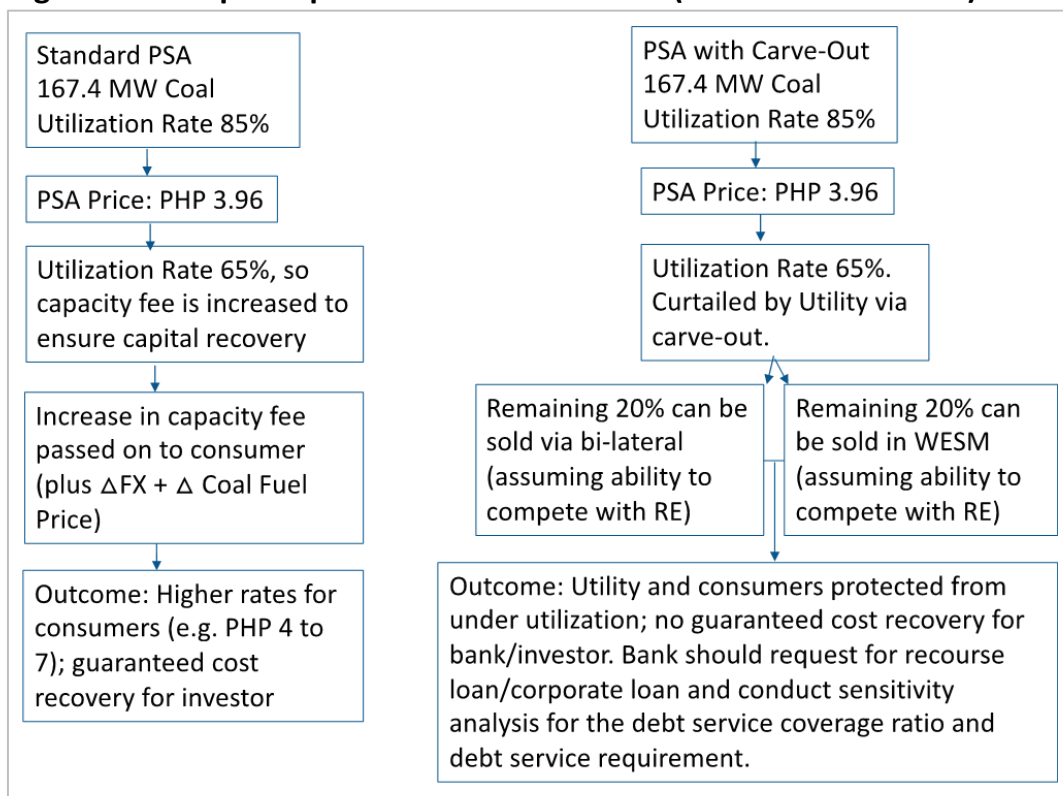 Standard PSA
167.4 MW Coal
Utilization Rate 85%
PSA Price: PHP 3.96
Utilization Rate 65%, so
capacity fee is increased to
ensure capital recovery
Increase in capacity fee
passed on to consumer
(plus △FX + △ Coal Fuel
Price)
Outcome: Higher rates for
consumers (e.g. PHP 4 to
7); guaranteed cost
recovery for investor
PSA with Carve-Out
167.4 MW Coal
Utilization Rate 85%
PSA Price: PHP 3.96
Utilization Rate 65%.
Curtailed by Utility via
carve-out.
Remaining 20% can be
sold via bi-lateral
(assuming ability to
compete with RE)
Remaining 20% can
be sold in WESM
(assuming ability to
compete with RE)
Outcome: Utility and consumers protected from
under utilization; no guaranteed cost recovery for
bank/investor. Bank should request for recourse
loan/corporate loan and conduct sensitivity
analysis for the debt service coverage ratio and
debt service requirement.